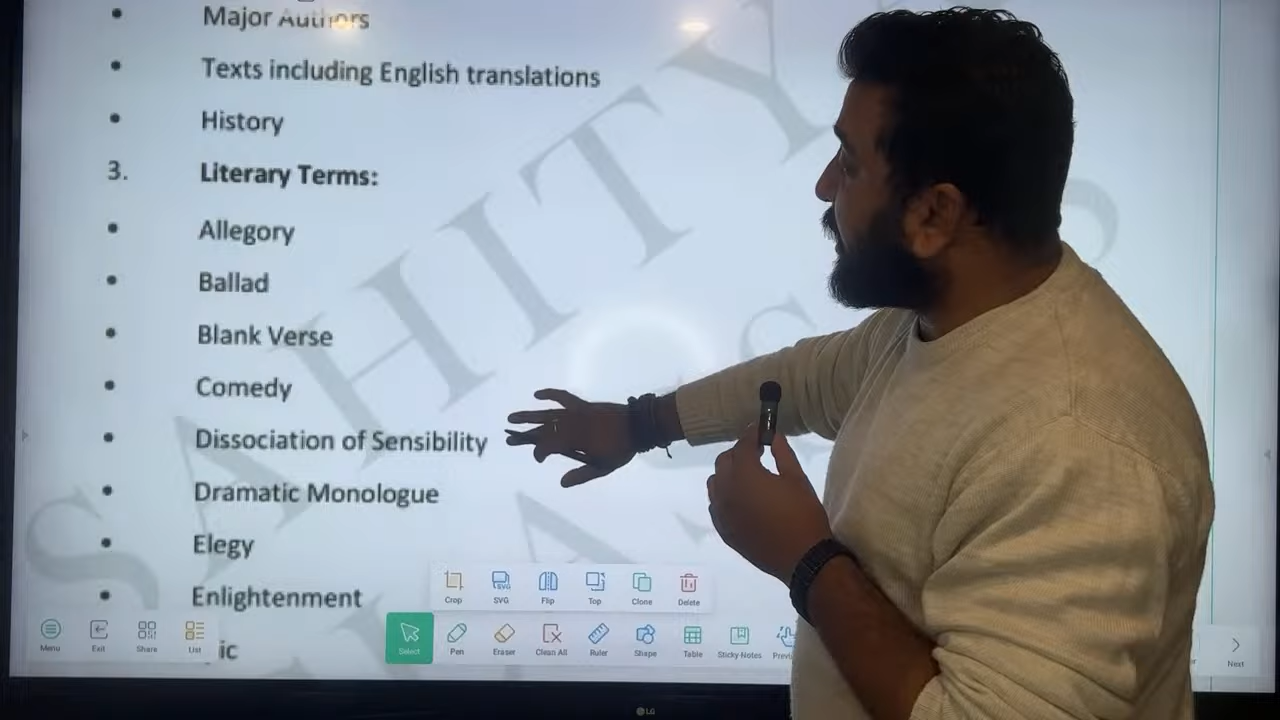 • Major Authors
• Texts including English translations
• History
3. Literary Terms:
• Allegory
• Ballad
• Blank Verse
• Comedy
• Dissociation of Sensibility
• Dramatic Monologue
• Elegy
• Enlightenment
ic
SAHITY
Crop SVG Flip Top Clone Delete
Menu Exit Share List Select Pen Eraser Clean All Ruler Shape Table Sticky Notes Next
LG